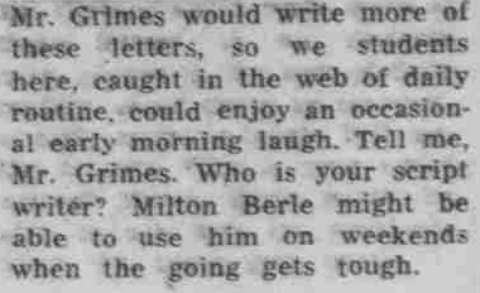 Mr. Grimes would write more of
these letters, so we students
here, caught in the web of daily
routine, could enjoy an occasion-
al early morning laugh. Tell me,
Mr. Grimes. Who is your script
writer? Milton Berle might be
able to use him on weekends
when the going gets tough.